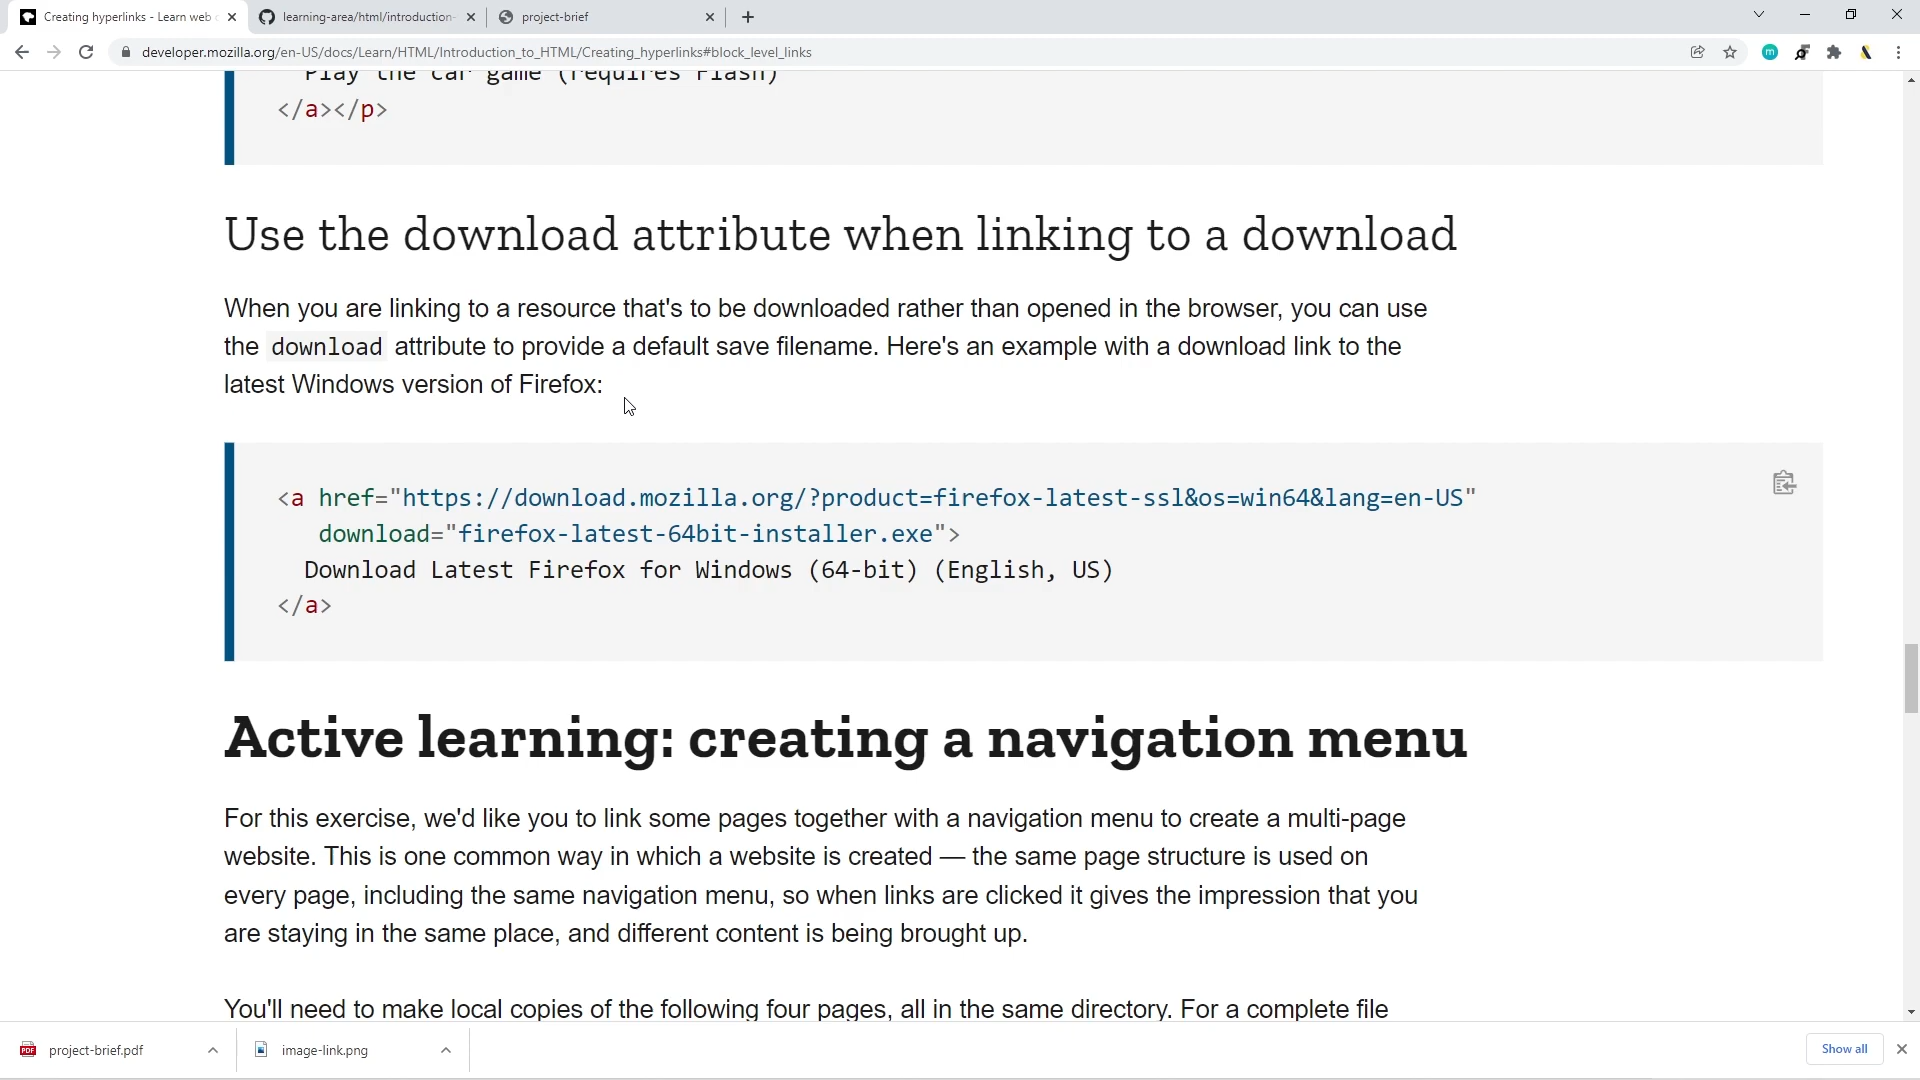 Creating hyperlinks - Learn web
learning-area/html/introduction-
project-brief
developer.mozilla.org/en-US/docs/Learn/HTML/Introduction_to_HTML/Creating_hyperlinks#block_level_links
m
Play the car game (requires Flash)
</a></p>
Use the download attribute when linking to a download
When you are linking to a resource that's to be downloaded rather than opened in the browser, you can use
the download attribute to provide a default save filename. Here's an example with a download link to the
latest Windows version of Firefox:
<a href="https://download.mozilla.org/?product=firefox-latest-ssl&os=win64&lang=en-US"
download="firefox-latest-64bit-installer.exe">
Download Latest Firefox for Windows (64-bit) (English, US)
</a>
Active learning: creating a navigation menu
For this exercise, we'd like you to link some pages together with a navigation menu to create a multi-page
website. This is one common way in which a website is created — the same page structure is used on
every page, including the same navigation menu, so when links are clicked it gives the impression that you
are staying in the same place, and different content is being brought up.
You'll need to make local copies of the following four pages, all in the same directory. For a complete file
PDF
project-brief.pdf
image-link.png
Show all